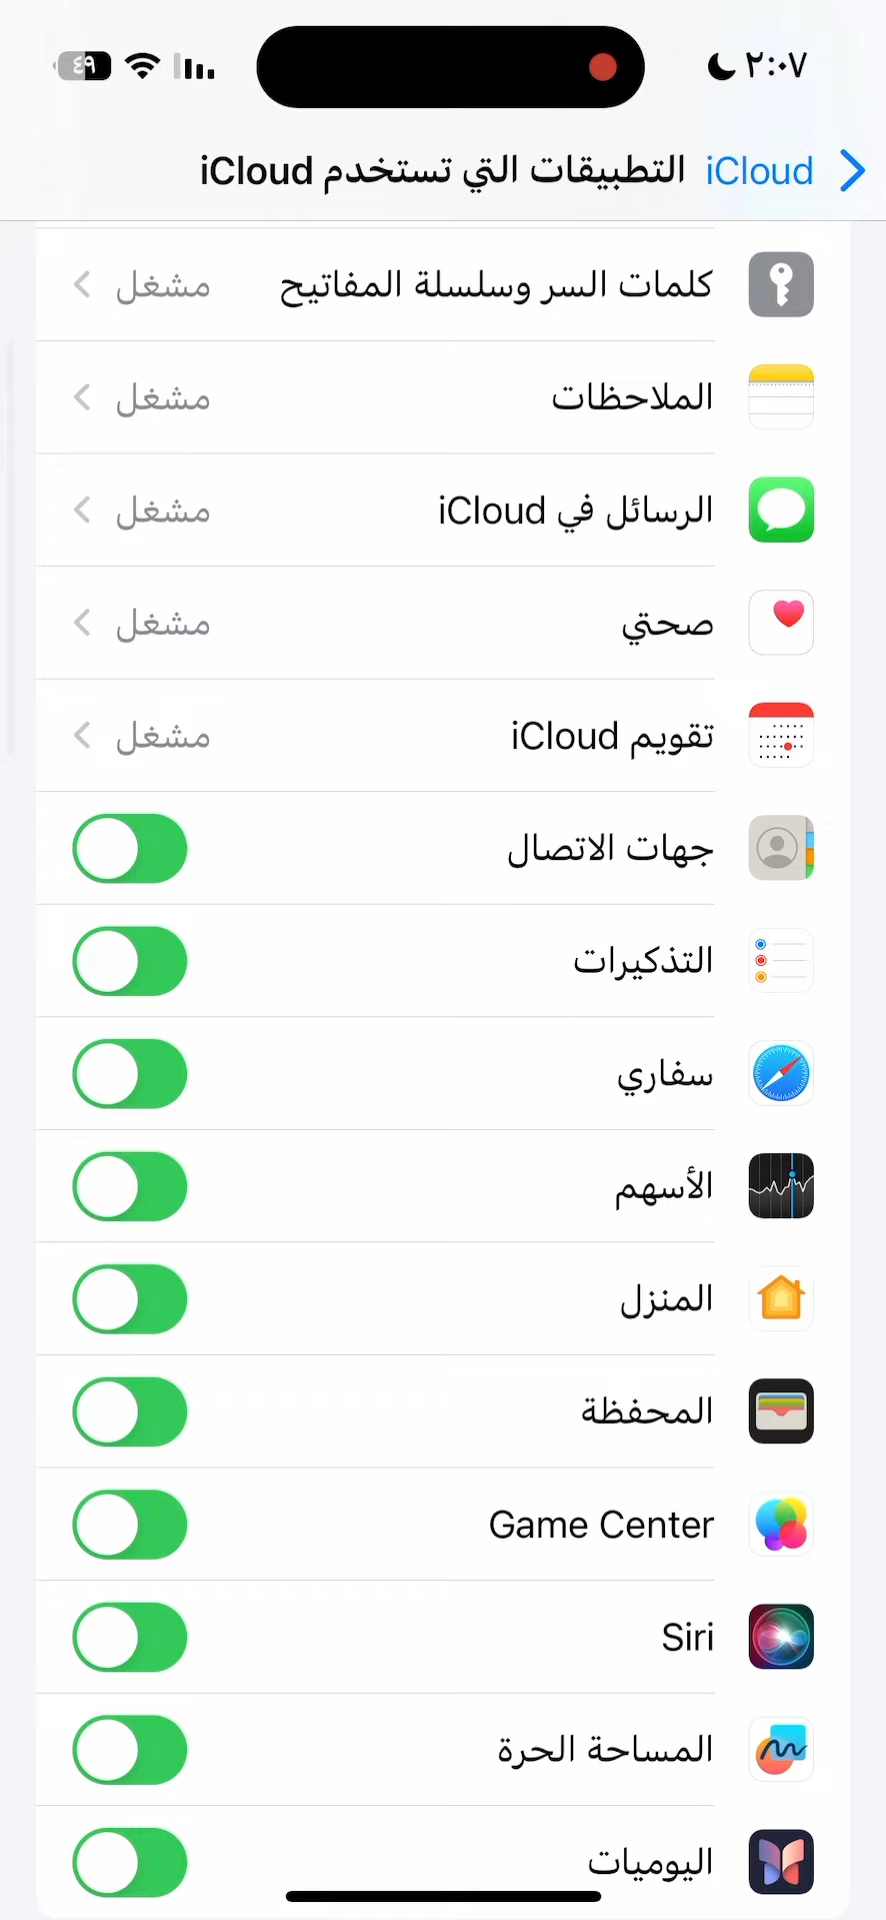 ٢:٠٧
٤٩
iCloud
التطبيقات التي تستخدم iCloud
كلمات السر وسلسلة المفاتيح مشغل
الملاحظات مشغل
الرسائل في iCloud مشغل
صحتي مشغل
تقويم iCloud مشغل
جهات الاتصال
التذكيرات
سفاري
الأسهم
المنزل
المحفظة
Game Center
Siri
المساحة الحرة
اليوميات